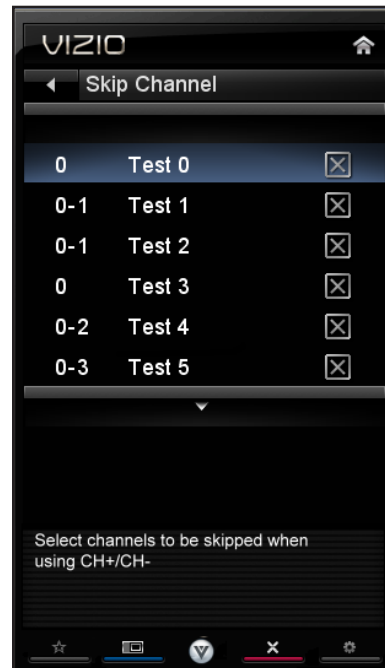 VIZIO
Skip Channel
0 Test 0
0-1 Test 1
0-1 Test 2
0 Test 3
0-2 Test 4
0-3 Test 5
Select channels to be skipped when
using CH+/CH-
V